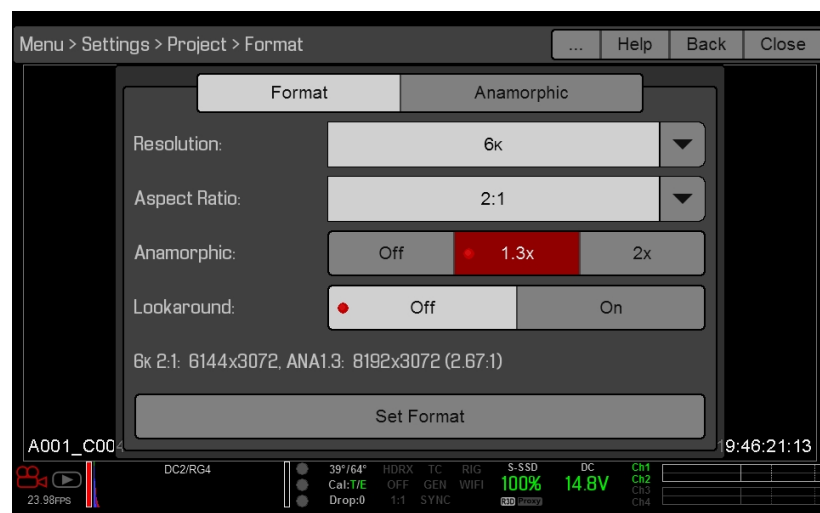 Menu > Settings > Project > Format
... Help Back Close
Format Anamorphic
Resolution: 6K
Aspect Ratio: 2:1
Anamorphic: Off 1.3x 2x
Lookaround: Off On
6K 2:1: 6144x3072, ANA1.3: 8192x3072 (2.67:1)
Set Format
A001_C00 9:46:21:13
DC2/RG4 39°/64° HDRX TC RIG S-SSD DC Ch1
Cal:T/E OFF GEN WIFI 100% 14.8V Ch2
23.98FPS Drop:0 1:1 SYNC R3D Proxy Ch3
Ch4